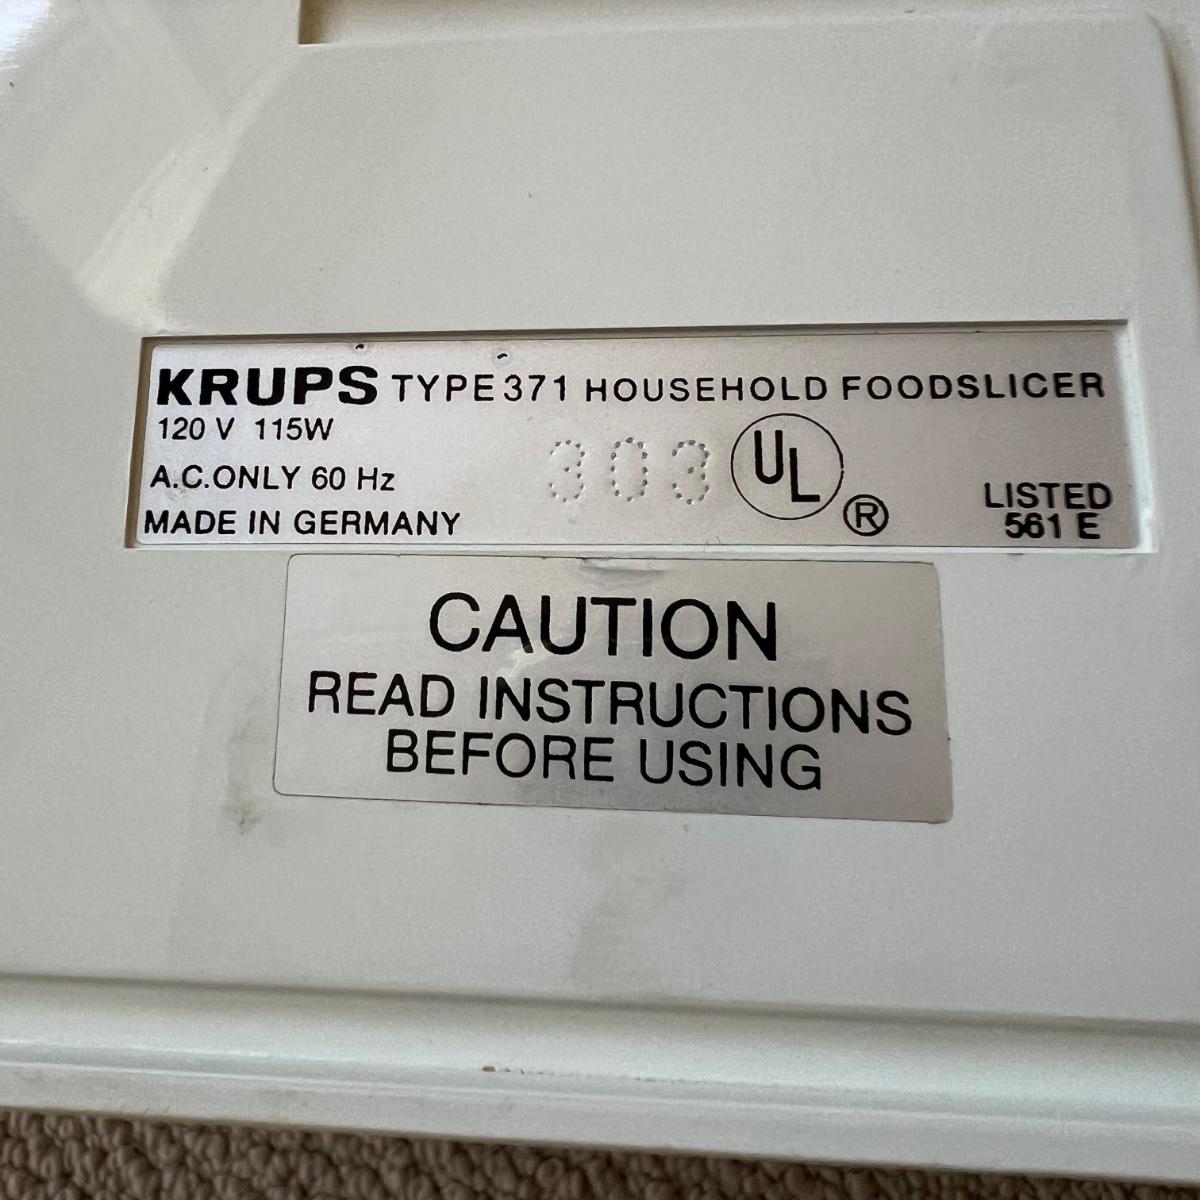 KRUPS TYPE 371 HOUSEHOLD FOODSLICER
120 V 115W
A.C.ONLY 60 Hz
MADE IN GERMANY
303
UL
®
LISTED
561 E
CAUTION
READ INSTRUCTIONS
BEFORE USING